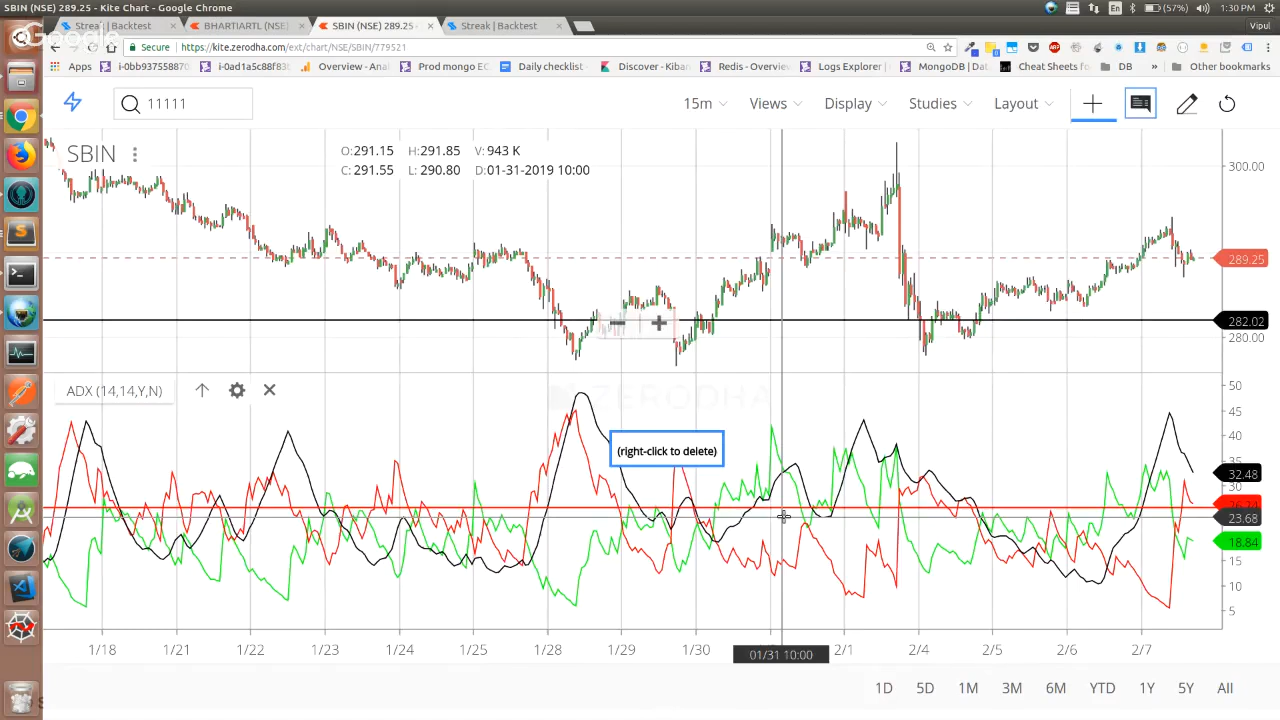 SBIN (NSE) 289.25 - Kite Chart - Google Chrome
En (57%) 1:30 PM
Google
Streak | Backtest
BHARTIARTL (NSE)
SBIN (NSE) 289.25
Streak | Backtest
Vipul
Secure https://kite.zerodha.com/ext/chart/NSE/SBIN/779521
Apps i-0bb937558870 i-0ad1a5c8f83b Overview - Ana Prod mongo EC Daily checklist Discover - Kiban Redis - Overview Logs Explorer | MongoDB | Dat Cheat Sheets fo DB » Other bookmarks
11111 15m Views Display Studies Layout
SBIN
O:291.15 H:291.85 V:943 K
C:291.55 L: 290.80 D:01-31-2019 10:00
300.00
289.25
282.02
280.00
ZERODHA
ADX (14,14,Y,N)
(right-click to delete)
50
45
40
35
32.48
30
23.68
18.84
15
10
5
1/18 1/21 1/22 1/23 1/24 1/25 1/28 1/29 1/30 2/1 2/4 2/5 2/6 2/7
01/31 10:00
1D 5D 1M 3M 6M YTD 1Y 5Y All